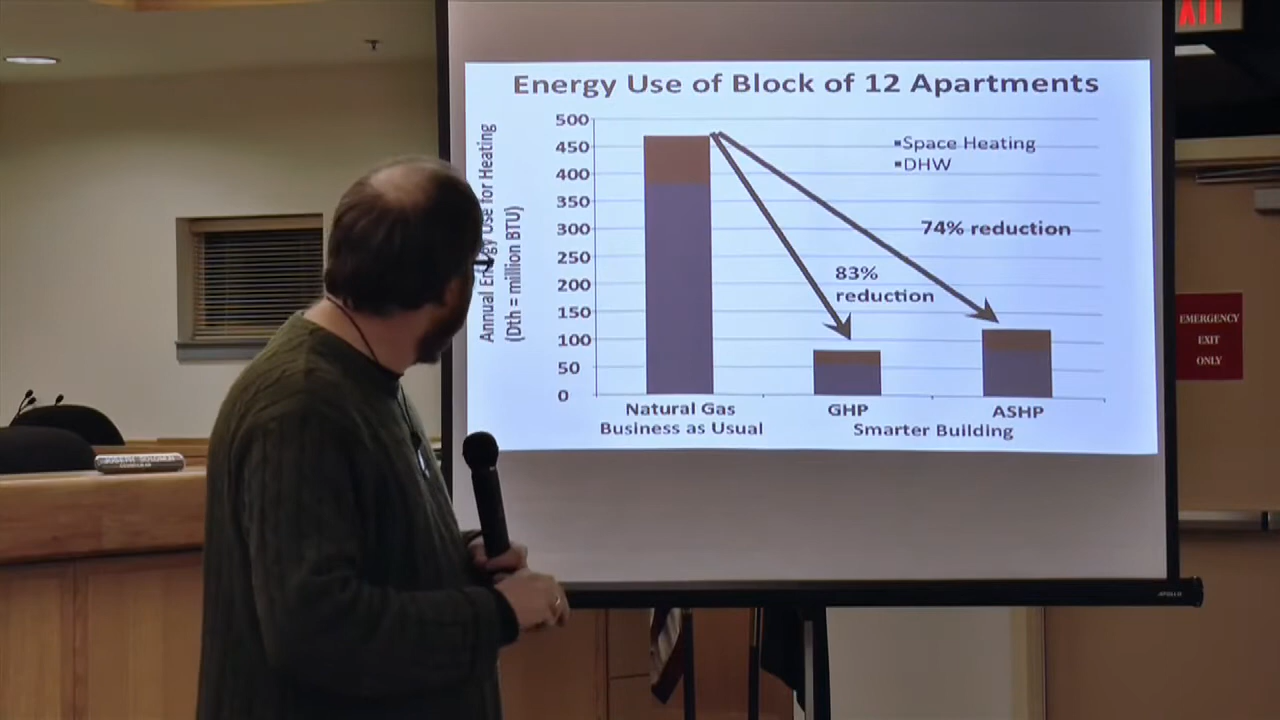 EXIT
Energy Use of Block of 12 Apartments
Annual Energy Use for Heating
(Dth = million BTU)
500
450
400
350
300
250
200
150
100
50
0
▪Space Heating
▪DHW
74% reduction
83%
reduction
Natural Gas
Business as Usual
GHP
ASHP
Smarter Building
EMERGENCY
EXIT
ONLY
APOLLO